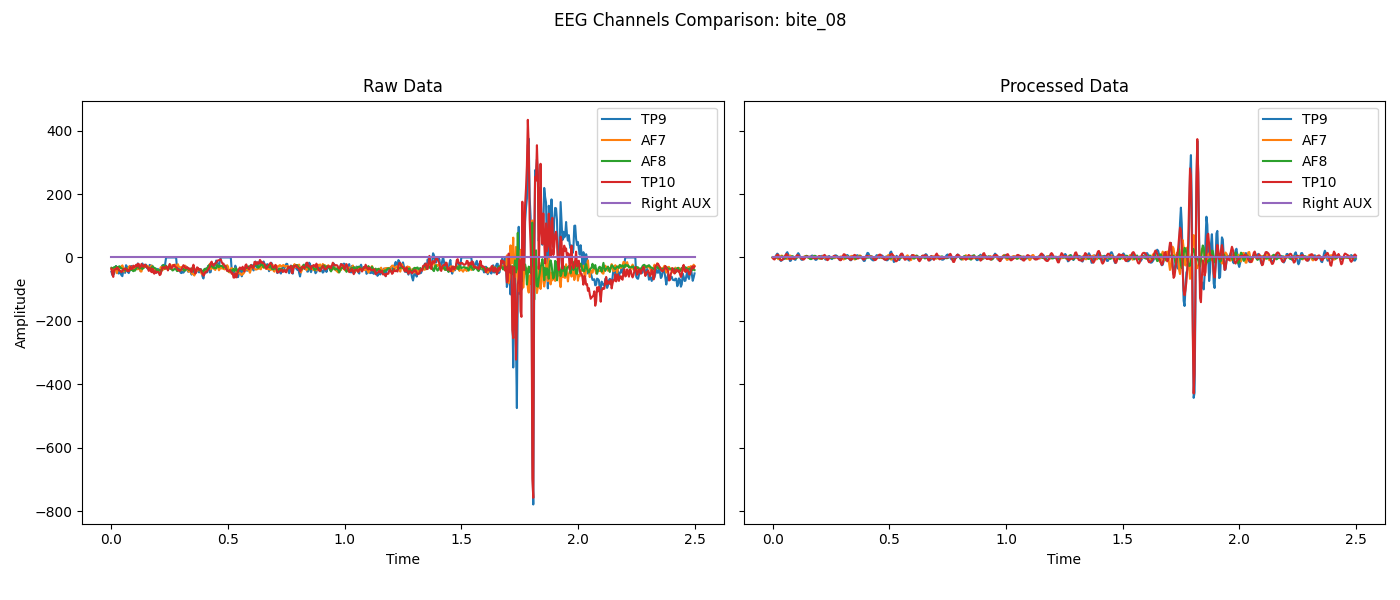 EEG Channels Comparison: bite_08
Raw Data
TP9
AF7
AF8
TP10
Right AUX
400
200
0
−200
−400
−600
−800
Amplitude
0.0 0.5 1.0 1.5 2.0 2.5
Time
Processed Data
TP9
AF7
AF8
TP10
Right AUX
0.0 0.5 1.0 1.5 2.0 2.5
Time